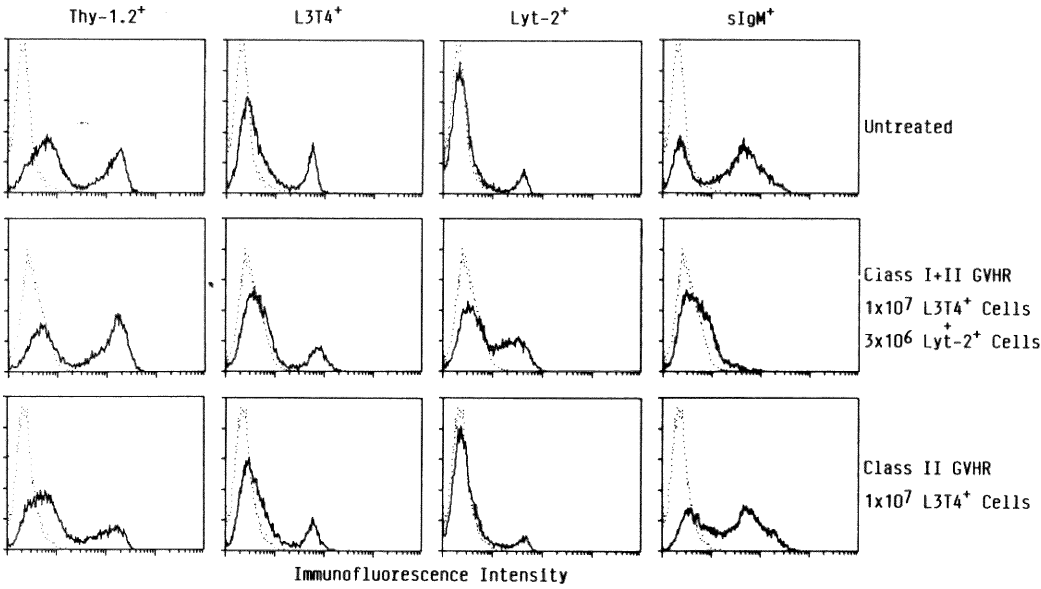 Thy-1.2⁺ L3T4⁺ Lyt-2⁺ sIgM⁺
Untreated
Class I+II GVHR
1x10⁷ L3T4⁺ Cells
3x10⁶ Lyt-2⁺ Cells
Class II GVHR
1x10⁷ L3T4⁺ Cells
Immunofluorescence Intensity